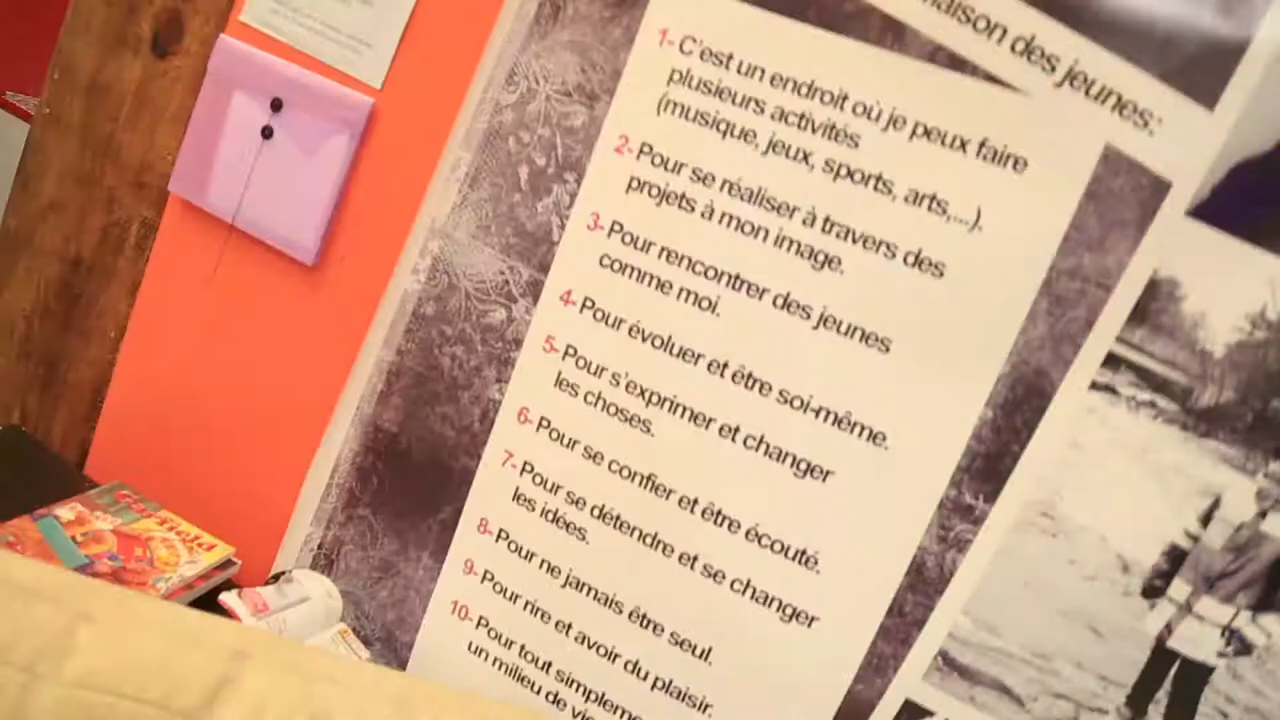 maison des jeunes:
1- C'est un endroit où je peux faire
plusieurs activités
(musique, jeux, sports, arts,...).
2- Pour se réaliser à travers des
projets à mon image.
3- Pour rencontrer des jeunes
comme moi.
4- Pour évoluer et être soi-même.
5- Pour s'exprimer et changer
les choses.
6- Pour se confier et être écouté.
7- Pour se détendre et se changer
les idées.
8- Pour ne jamais être seul.
9- Pour rire et avoir du plaisir.
10- Pour tout simpleme
un milieu de vie